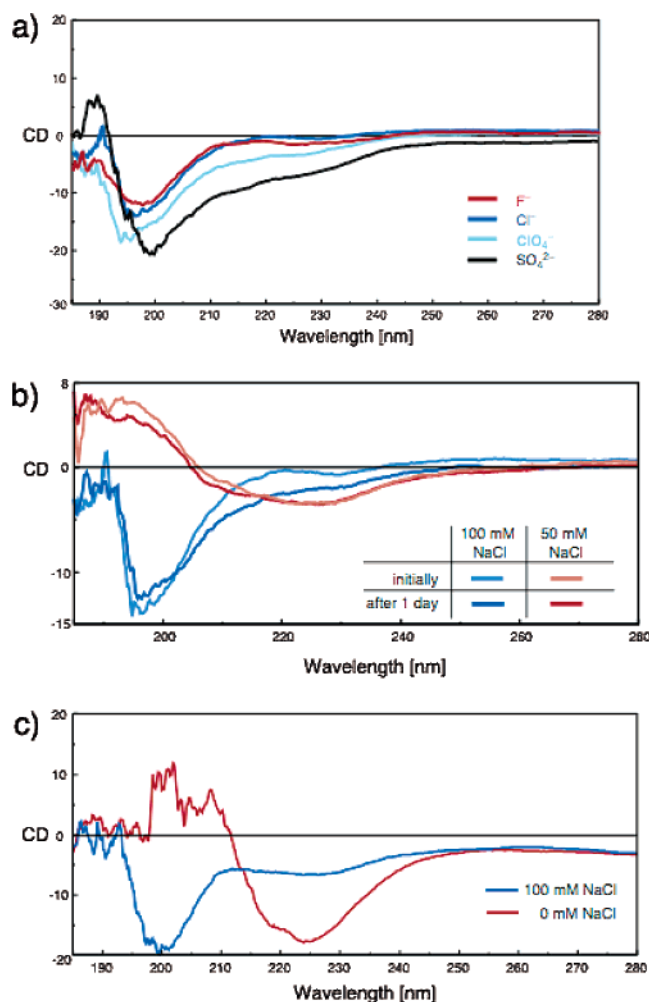 a)
20
10
CD
0
-10
-20
-30
F⁻
Cl⁻
ClO₄⁻
SO₄²⁻
190 200 210 220 230 240 250 260 270 280
Wavelength [nm]
b)
8
CD
0
-10
-15
100 mM NaCl
50 mM NaCl
initially
after 1 day
200 220 240 260 280
Wavelength [nm]
c)
20
10
CD
0
-10
-20
100 mM NaCl
0 mM NaCl
190 200 210 220 230 240 250 260 270 280
Wavelength [nm]